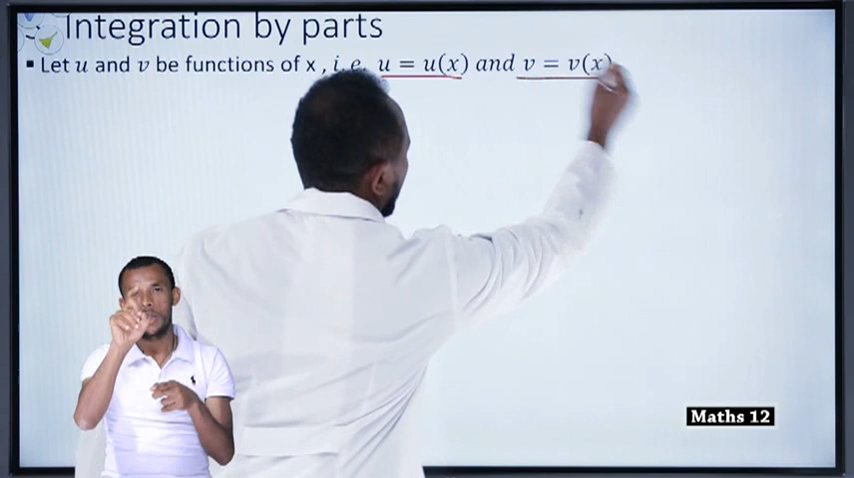 Integration by parts
▪ Let u and v be functions of x , i.e. u = u(x) and v = v(x)
Maths 12